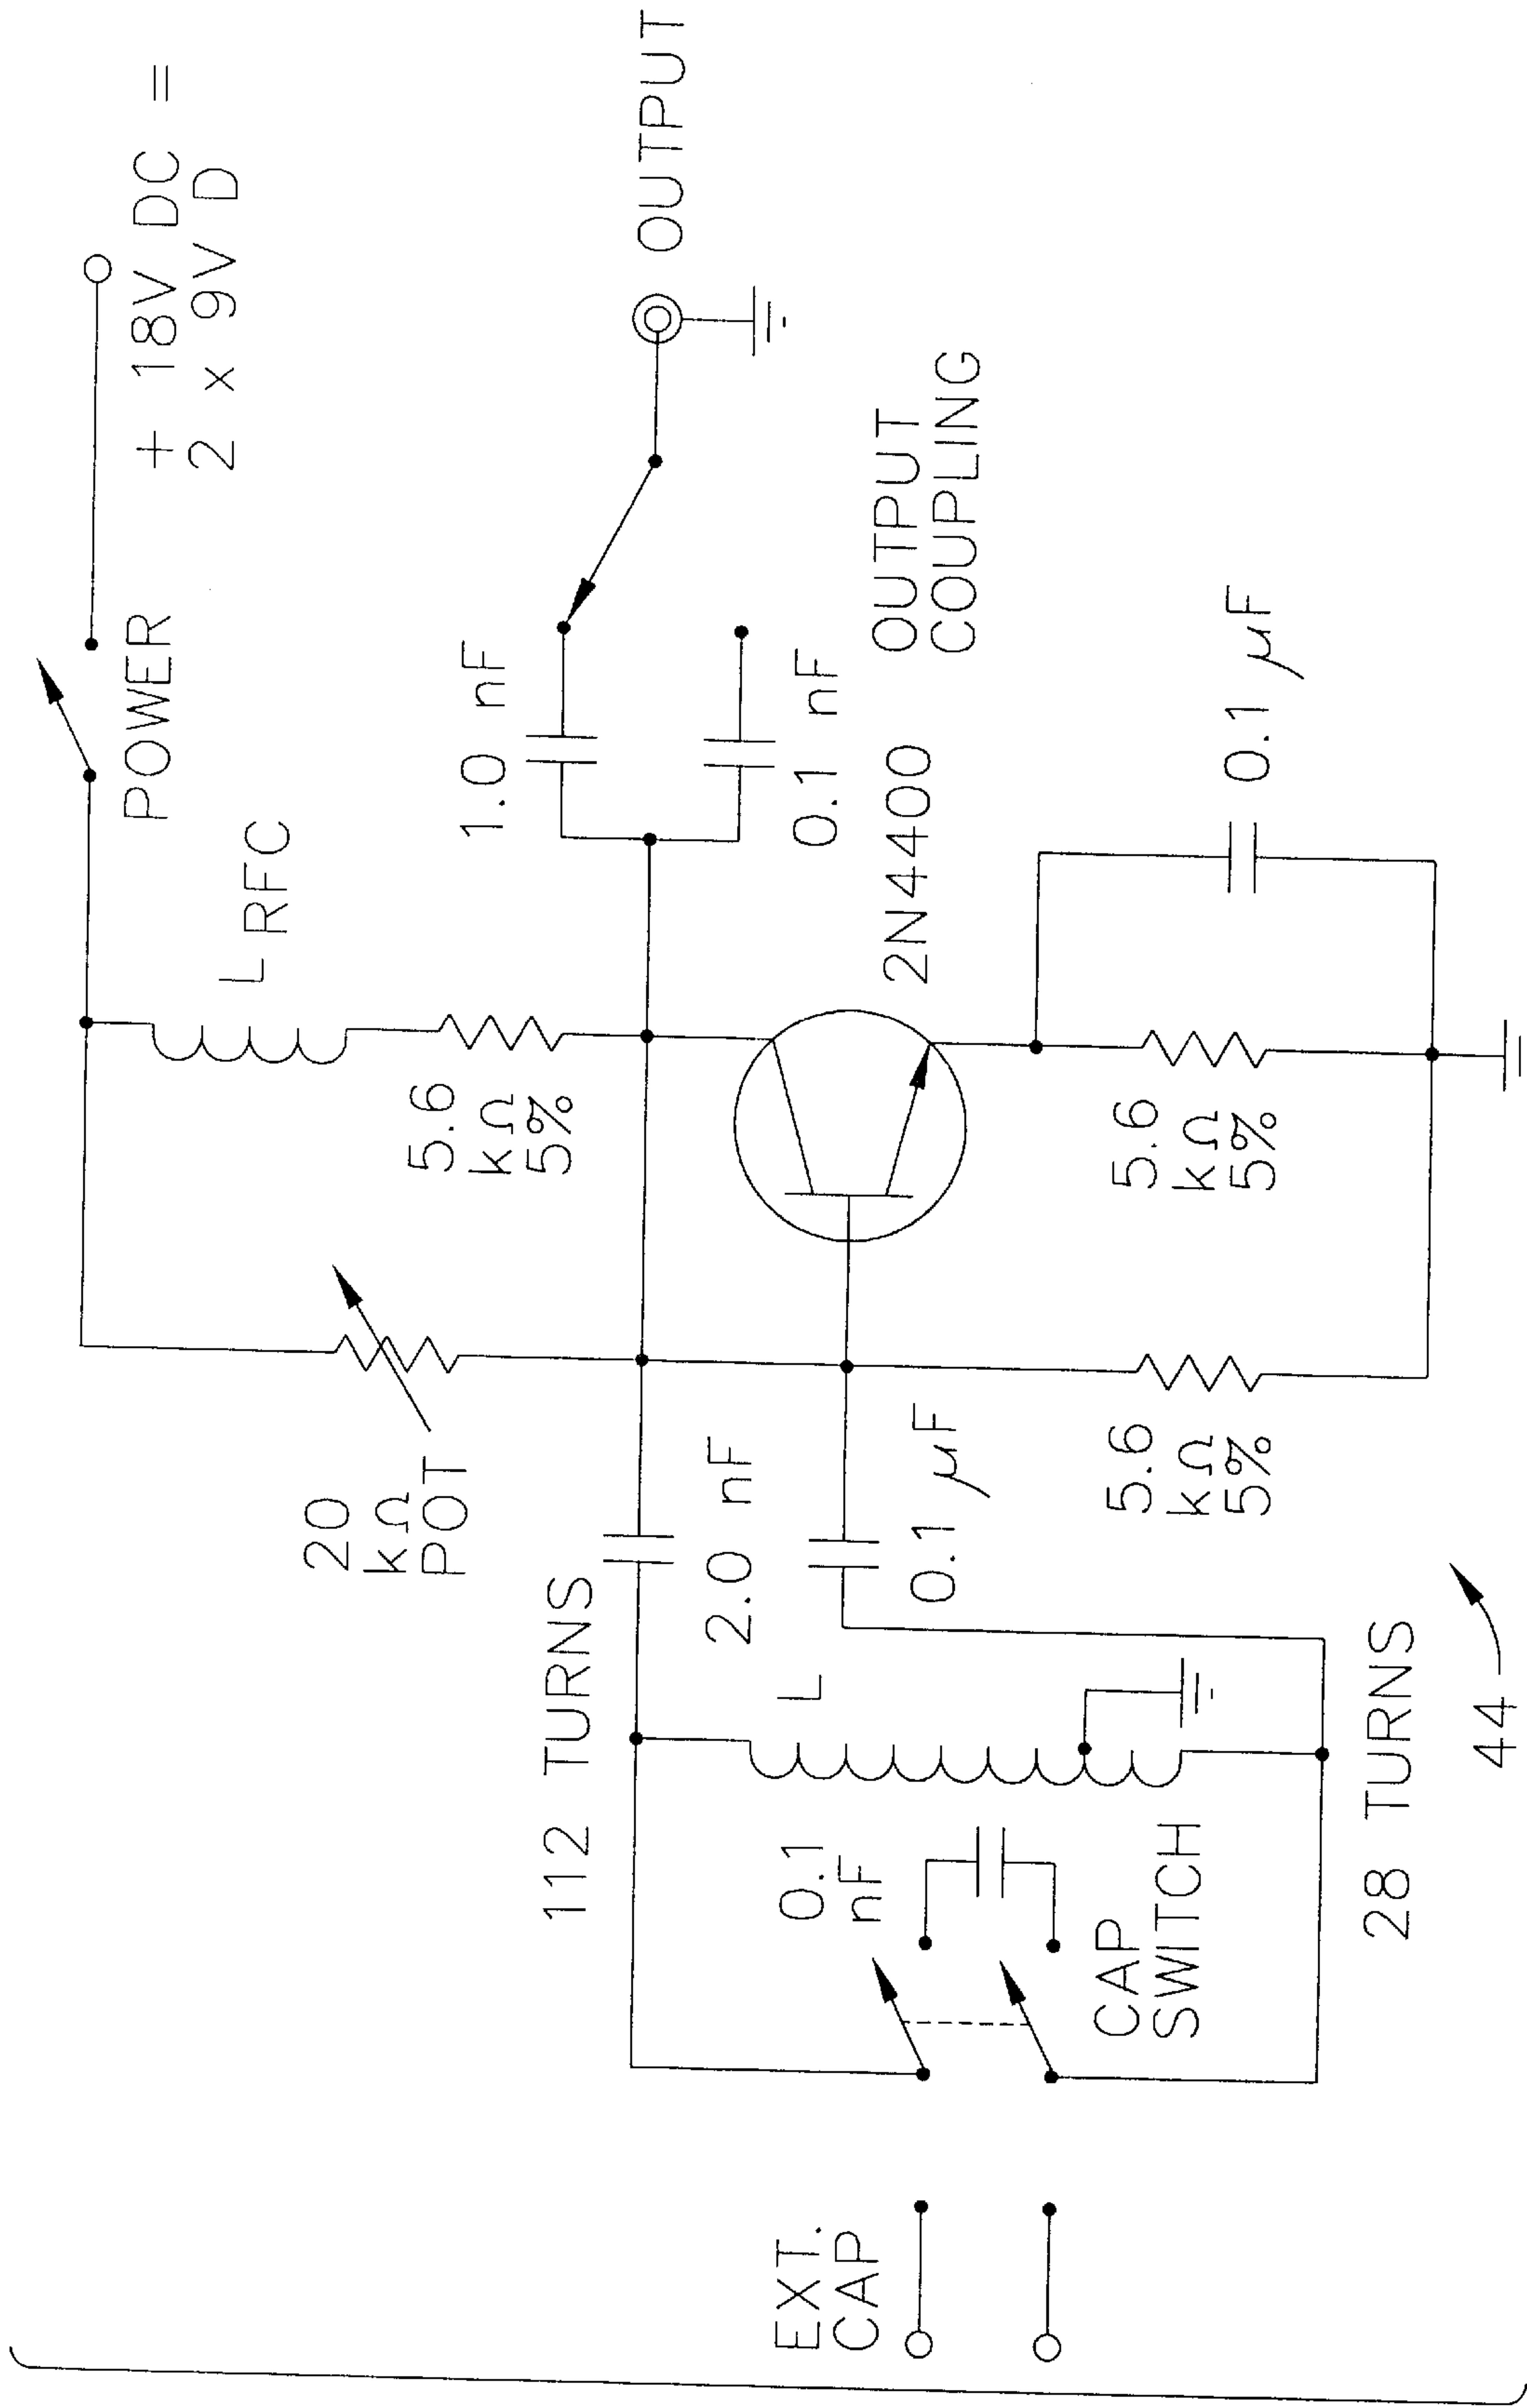 + 18V DC =
2 x 9V D
POWER
L RFC
20
kΩ
POT
5.6
kΩ
5%
1.0 nF
OUTPUT
0.1 nF
OUTPUT
COUPLING
112 TURNS
2.0 nF
2N4400
L
0.1 μF
EXT.
CAP
0.1
nF
CAP
SWITCH
5.6
kΩ
5%
5.6
kΩ
5%
0.1 μF
28 TURNS
44